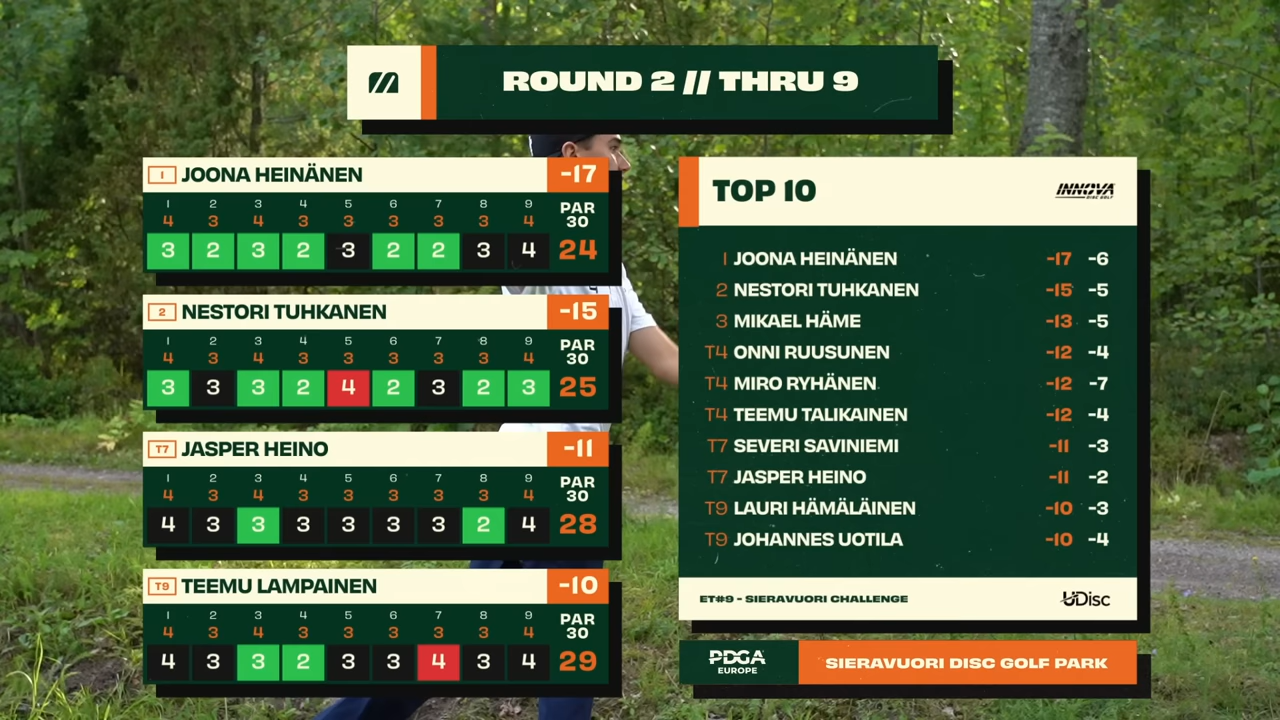 ROUND 2 // THRU 9
1 JOONA HEINÄNEN -17
1 2 3 4 5 6 7 8 9 PAR
4 3 4 3 3 3 3 3 4 30
3 2 3 2 3 2 2 3 4 24
2 NESTORI TUHKANEN -15
1 2 3 4 5 6 7 8 9 PAR
4 3 4 3 3 3 3 3 4 30
3 3 3 2 4 2 3 2 3 25
T7 JASPER HEINO -11
1 2 3 4 5 6 7 8 9 PAR
4 3 4 3 3 3 3 3 4 30
4 3 3 3 3 3 3 2 4 28
T9 TEEMU LAMPAINEN -10
1 2 3 4 5 6 7 8 9 PAR
4 3 4 3 3 3 3 3 4 30
4 3 3 2 3 3 4 3 4 29
TOP 10 INNOVA
DISC GOLF
1 JOONA HEINÄNEN -17 -6
2 NESTORI TUHKANEN -15 -5
3 MIKAEL HÄME -13 -5
T4 ONNI RUUSUNEN -12 -4
T4 MIRO RYHÄNEN -12 -7
T4 TEEMU TALIKAINEN -12 -4
T7 SEVERI SAVINIEMI -11 -3
T7 JASPER HEINO -11 -2
T9 LAURI HÄMÄLÄINEN -10 -3
T9 JOHANNES UOTILA -10 -4
ET#9 - SIERAVUORI CHALLENGE UDisc
PDGA
EUROPE
SIERAVUORI DISC GOLF PARK